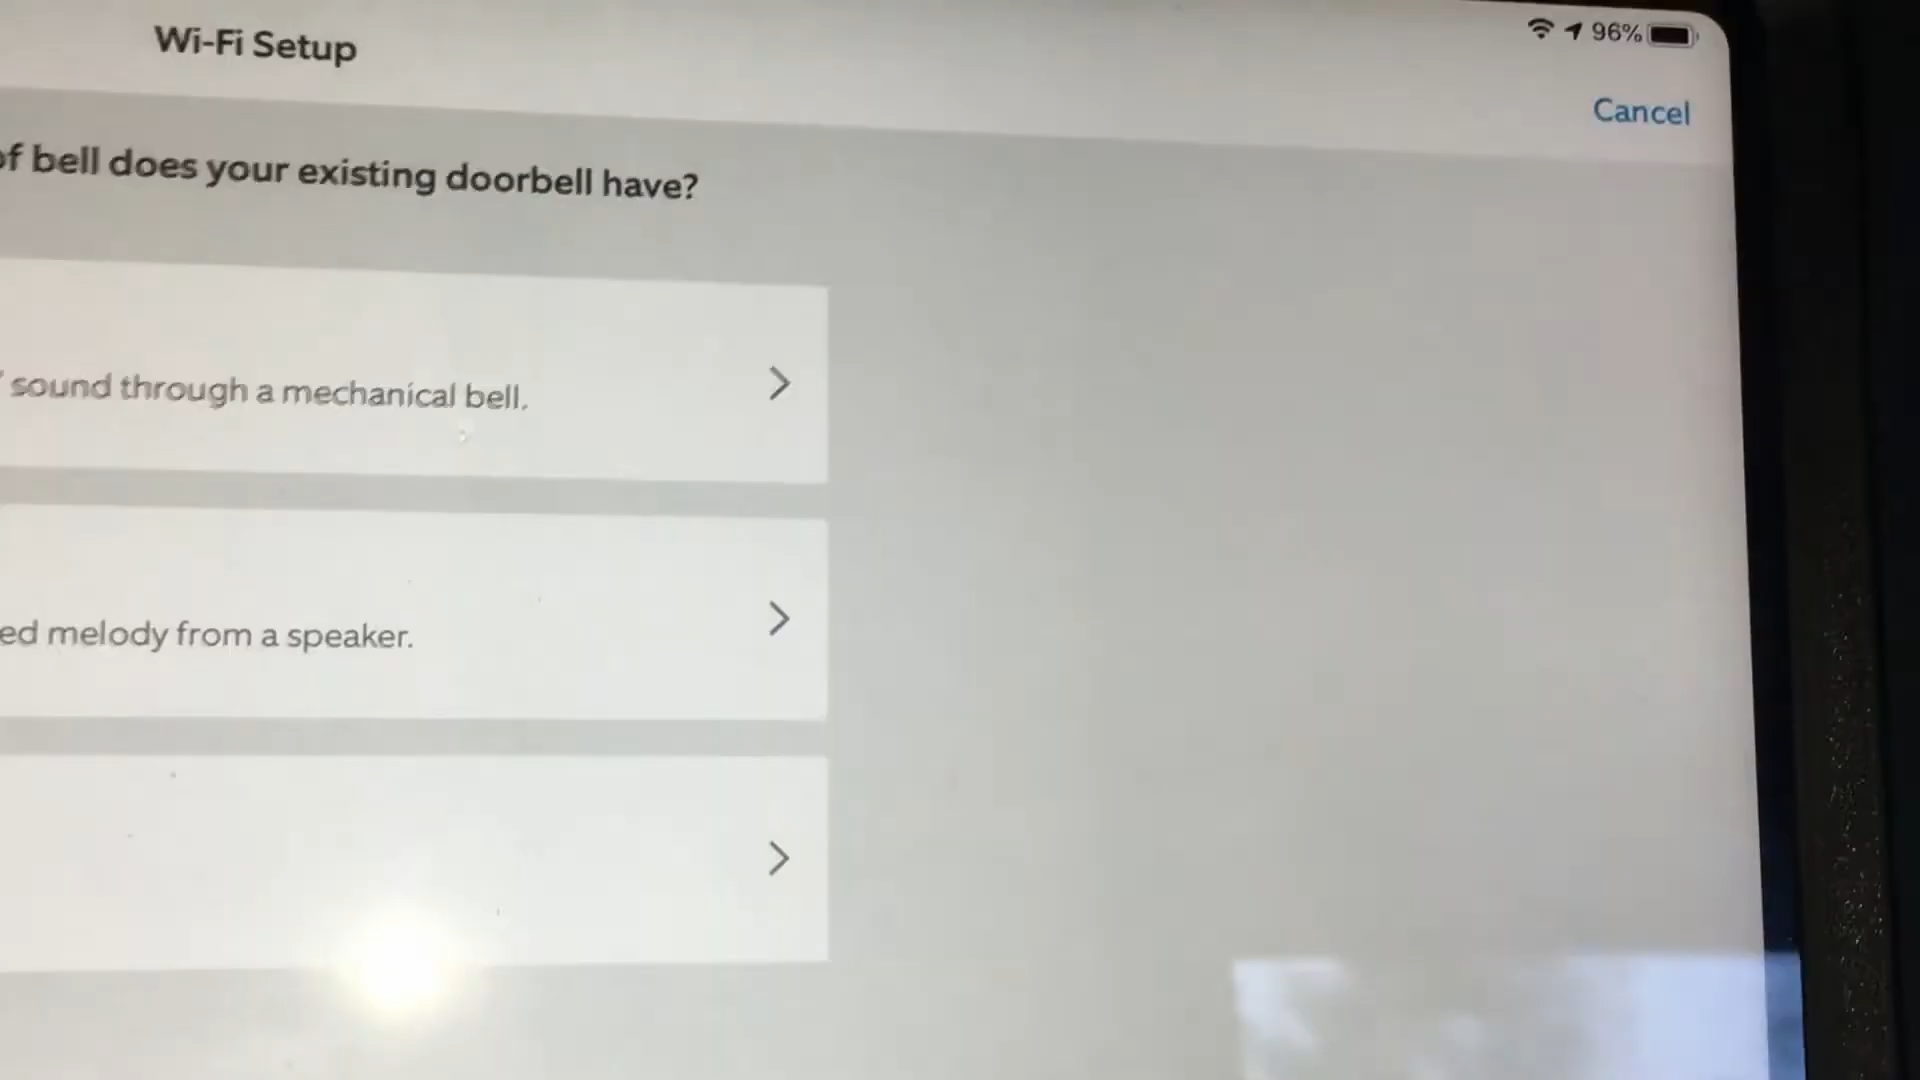 Wi-Fi Setup
96%
Cancel
of bell does your existing doorbell have?
sound through a mechanical bell.
ed melody from a speaker.